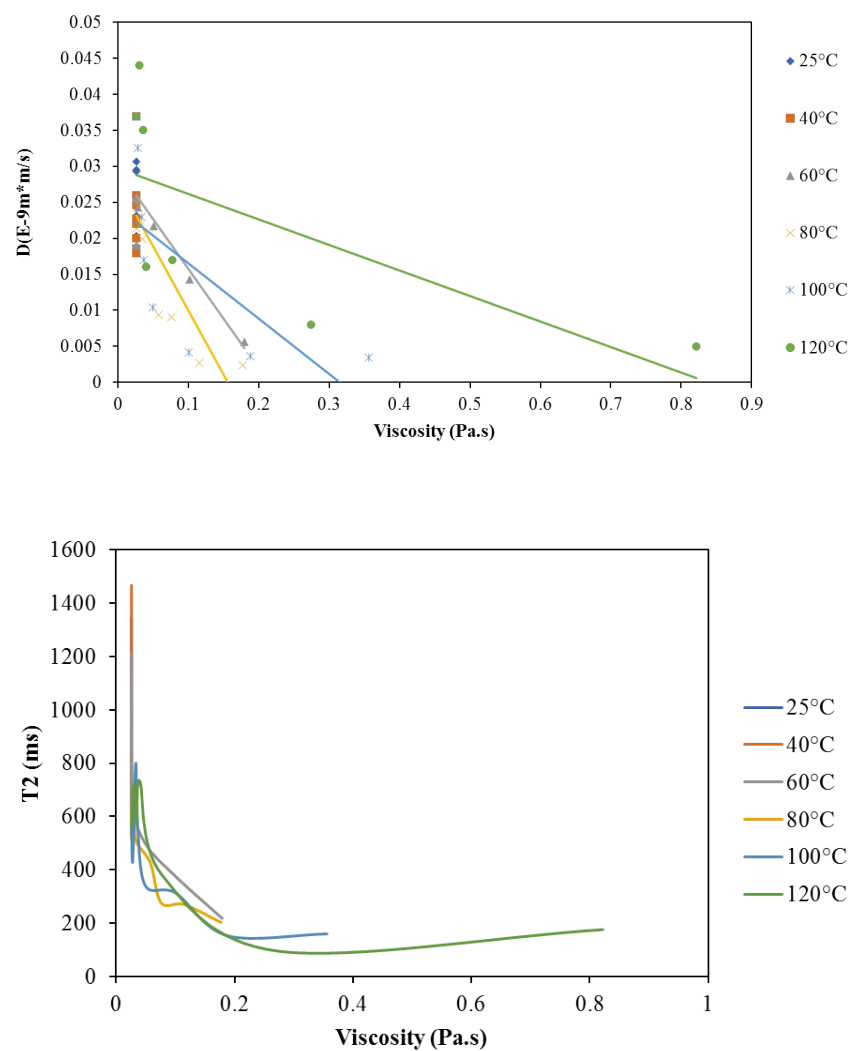 0.05
0.045
0.04
0.035
0.03
0.025
0.02
0.015
0.01
0.005
0
D(E-9m*m/s)
0 0.1 0.2 0.3 0.4 0.5 0.6 0.7 0.8 0.9
Viscosity (Pa.s)
25°C
40°C
60°C
80°C
100°C
120°C
1600
1400
1200
1000
800
600
400
200
0
T2 (ms)
0 0.2 0.4 0.6 0.8 1
Viscosity (Pa.s)
25°C
40°C
60°C
80°C
100°C
120°C